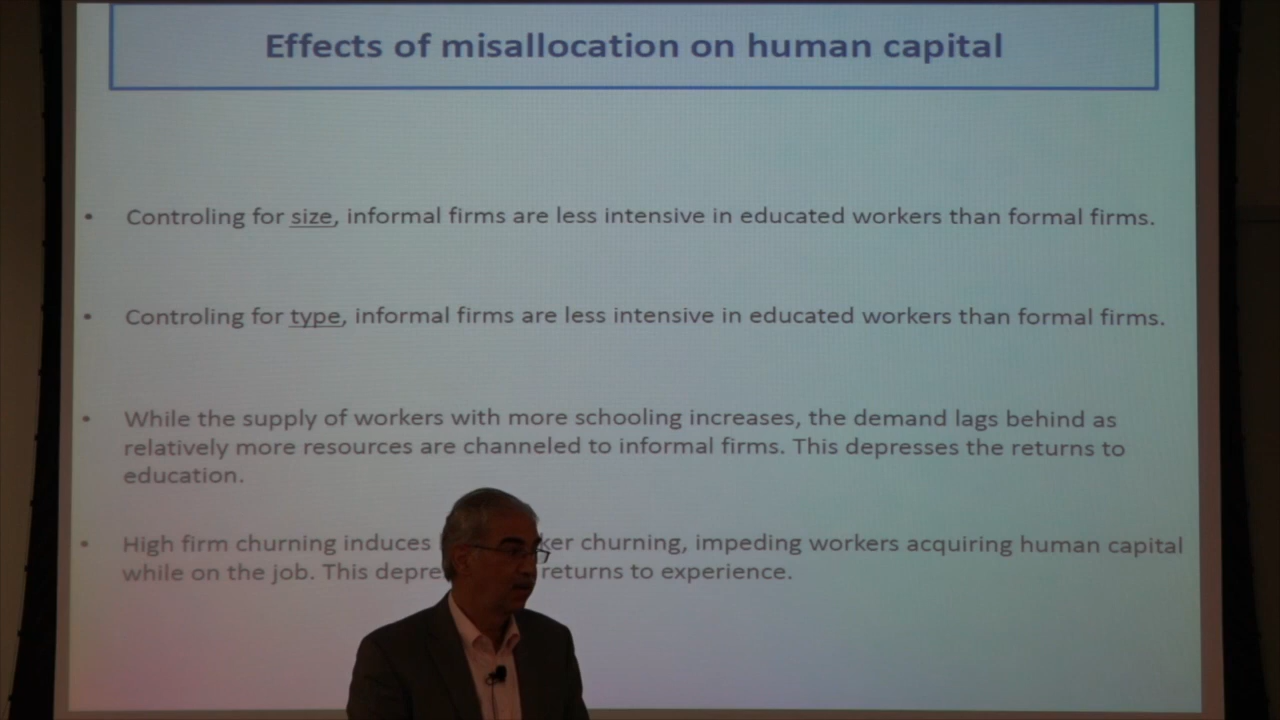 Effects of misallocation on human capital
• Controling for size, informal firms are less intensive in educated workers than formal firms.
• Controling for type, informal firms are less intensive in educated workers than formal firms.
• While the supply of workers with more schooling increases, the demand lags behind as
relatively more resources are channeled to informal firms. This depresses the returns to
education.
• High firm churning induces churning, impeding workers acquiring human capital
while on the job. This returns to experience.